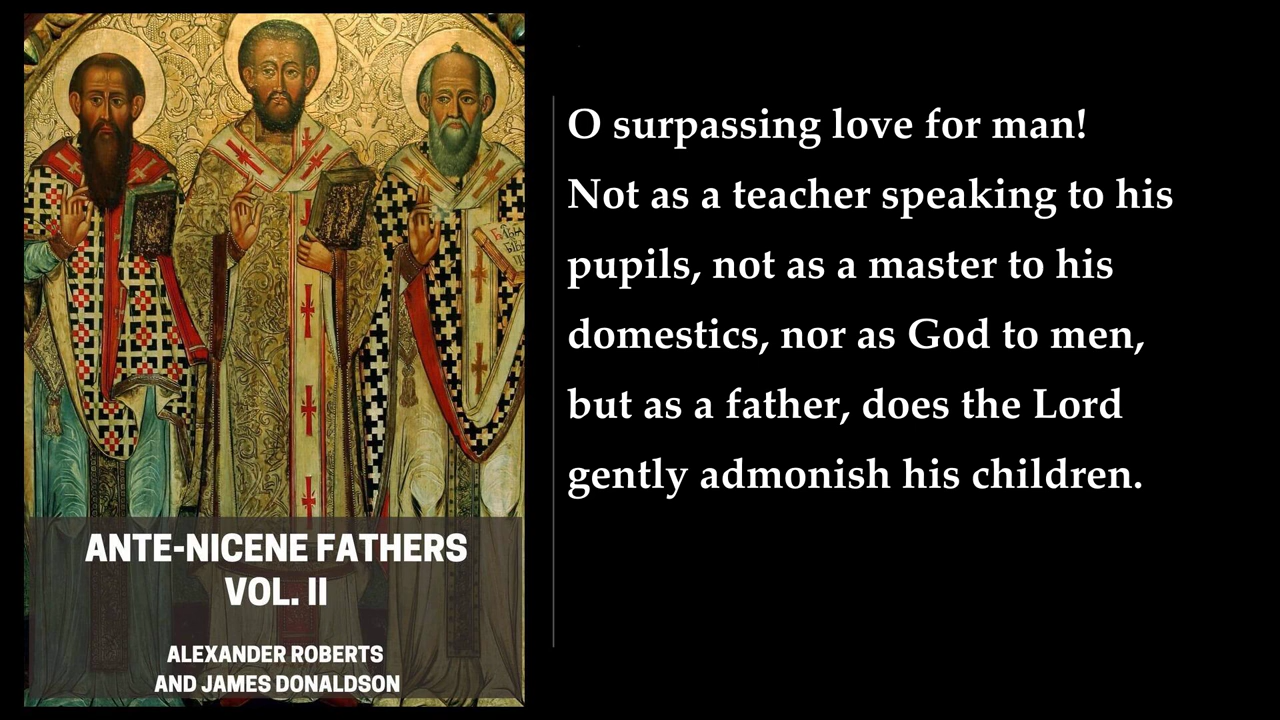 O surpassing love for man!
Not as a teacher speaking to his
pupils, not as a master to his
domestics, nor as God to men,
but as a father, does the Lord
gently admonish his children.
ANTE-NICENE FATHERS
VOL. II
ALEXANDER ROBERTS
AND JAMES DONALDSON